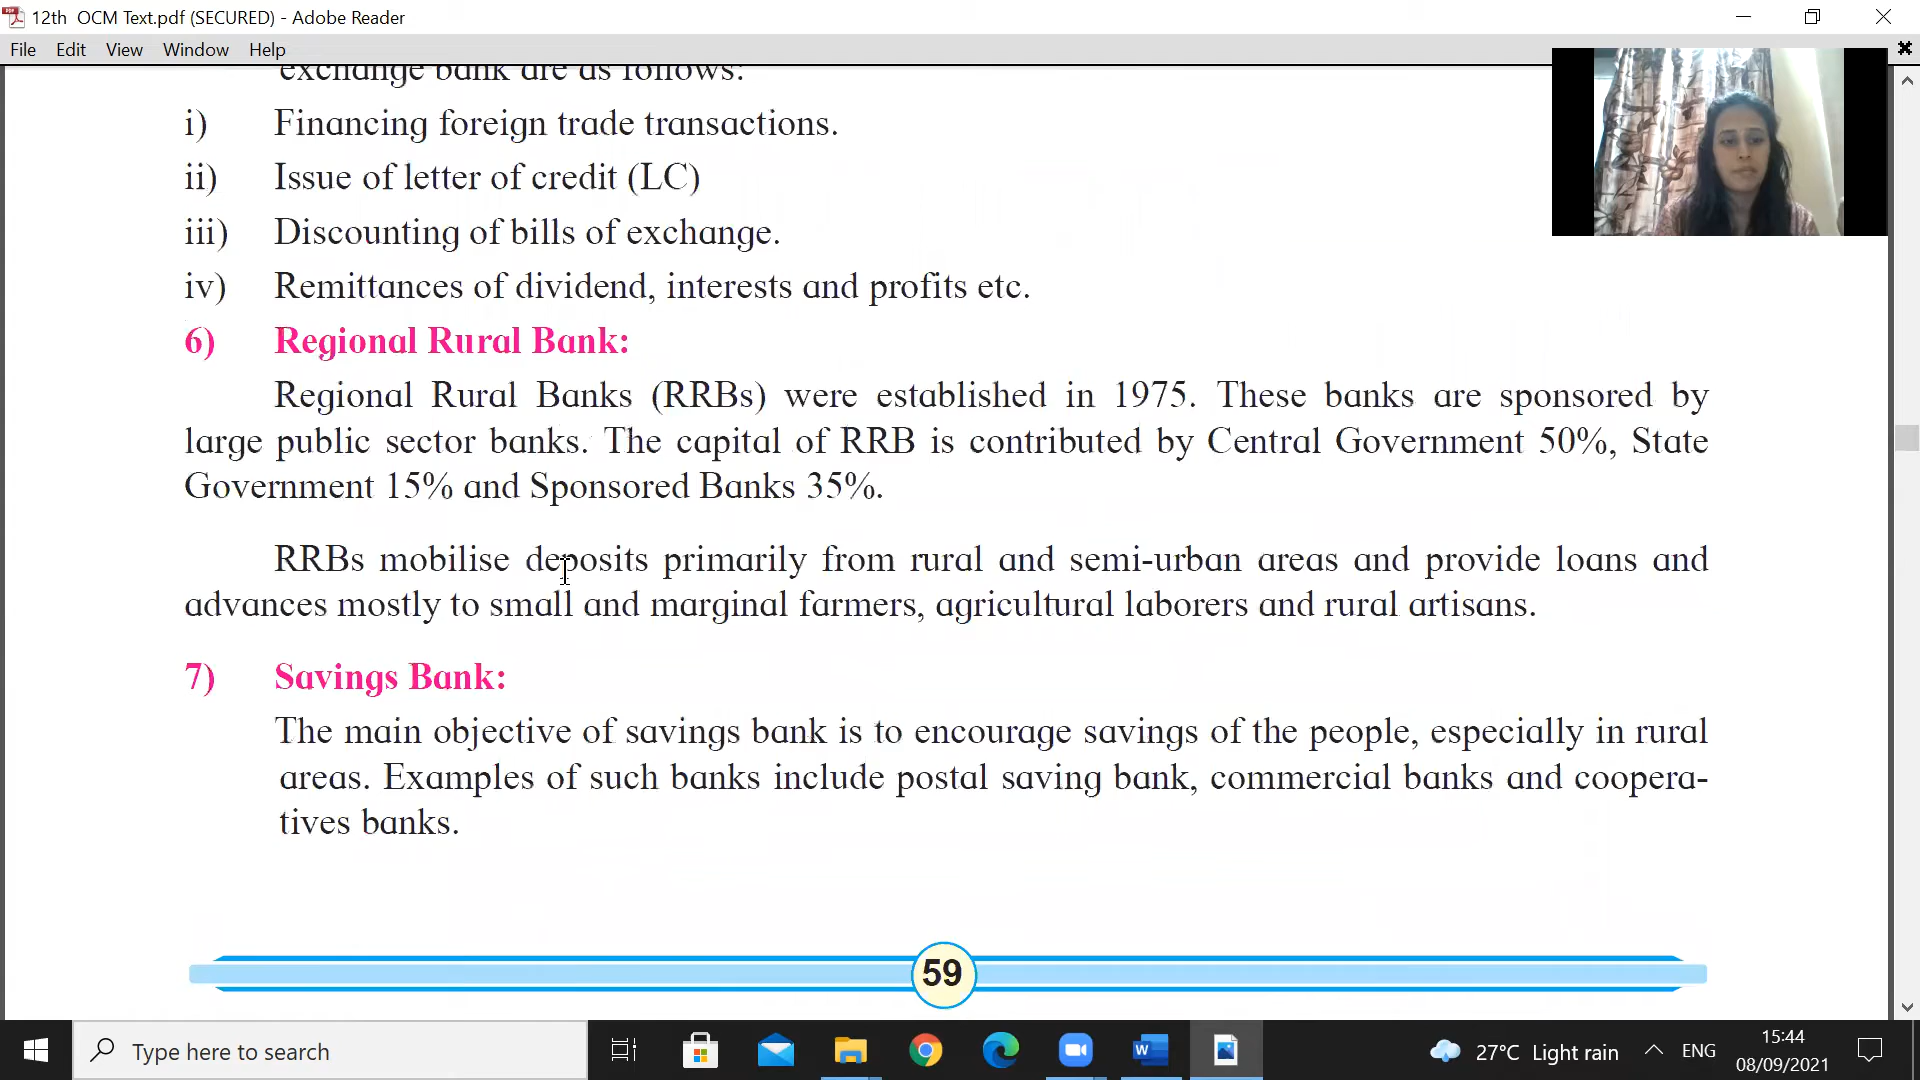 12th OCM Text.pdf (SECURED) - Adobe Reader
File Edit View Window Help
exchange bank are as follows:
i) Financing foreign trade transactions.
ii) Issue of letter of credit (LC)
iii) Discounting of bills of exchange.
iv) Remittances of dividend, interests and profits etc.
6) Regional Rural Bank:
Regional Rural Banks (RRBs) were established in 1975. These banks are sponsored by
large public sector banks. The capital of RRB is contributed by Central Government 50%, State
Government 15% and Sponsored Banks 35%.
RRBs mobilise deposits primarily from rural and semi-urban areas and provide loans and
advances mostly to small and marginal farmers, agricultural laborers and rural artisans.
7) Savings Bank:
The main objective of savings bank is to encourage savings of the people, especially in rural
areas. Examples of such banks include postal saving bank, commercial banks and coopera-
tives banks.
59
Type here to search
27°C Light rain
ENG
15:44
08/09/2021